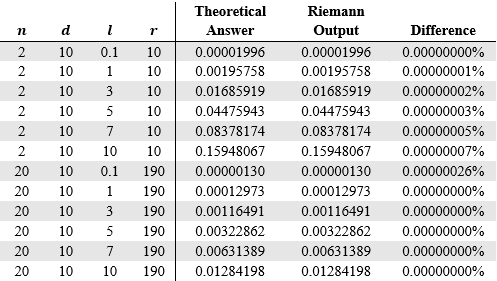 Theoretical Riemann
n d l r Answer Output Difference
2 10 0.1 10 0.00001996 0.00001996 0.00000000%
2 10 1 10 0.00195758 0.00195758 0.00000001%
2 10 3 10 0.01685919 0.01685919 0.00000002%
2 10 5 10 0.04475943 0.04475943 0.00000003%
2 10 7 10 0.08378174 0.08378174 0.00000005%
2 10 10 10 0.15948067 0.15948067 0.00000007%
20 10 0.1 190 0.00000130 0.00000130 0.00000026%
20 10 1 190 0.00012973 0.00012973 0.00000000%
20 10 3 190 0.00116491 0.00116491 0.00000000%
20 10 5 190 0.00322862 0.00322862 0.00000000%
20 10 7 190 0.00631389 0.00631389 0.00000000%
20 10 10 190 0.01284198 0.01284198 0.00000000%